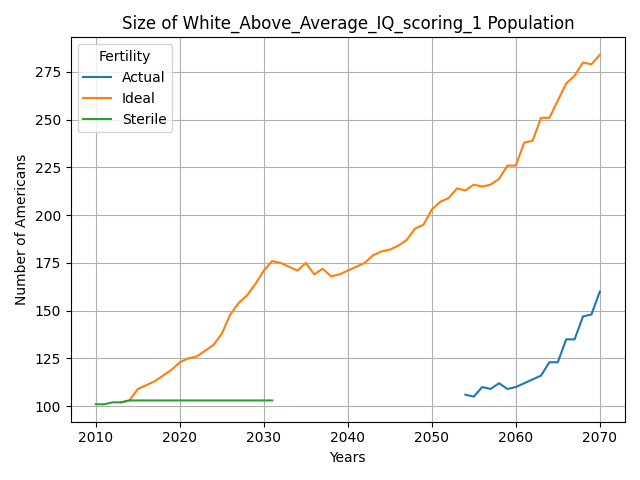 Size of White_Above_Average_IQ_scoring_1 Population
Fertility
Actual
Ideal
Sterile
Number of Americans
275
250
225
200
175
150
125
100
2010 2020 2030 2040 2050 2060 2070
Years